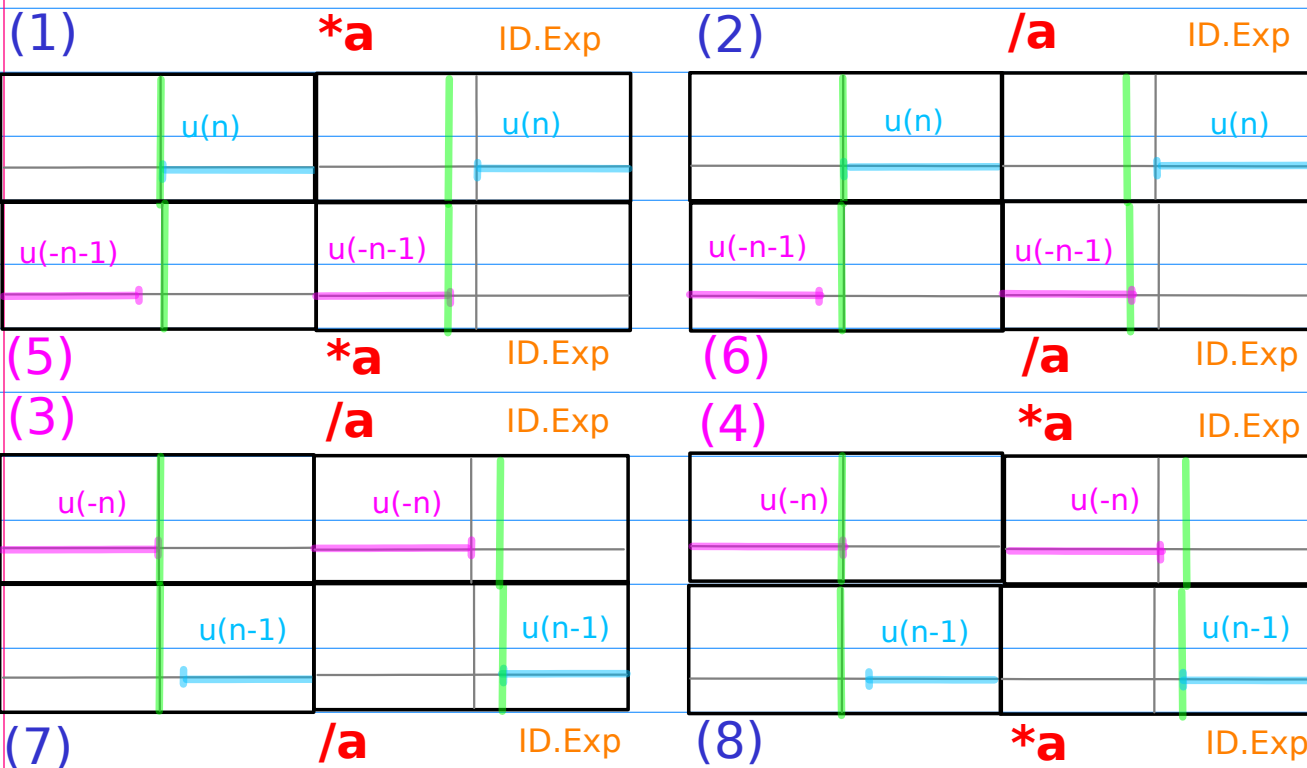 (1) *a ID.Exp (2) /a ID.Exp
u(n) u(n) u(n) u(n)
u(-n-1) u(-n-1) u(-n-1) u(-n-1)
(5) *a ID.Exp (6) /a ID.Exp
(3) /a ID.Exp (4) *a ID.Exp
u(-n) u(-n) u(-n) u(-n)
u(n-1) u(n-1) u(n-1) u(n-1)
(7) /a ID.Exp (8) *a ID.Exp